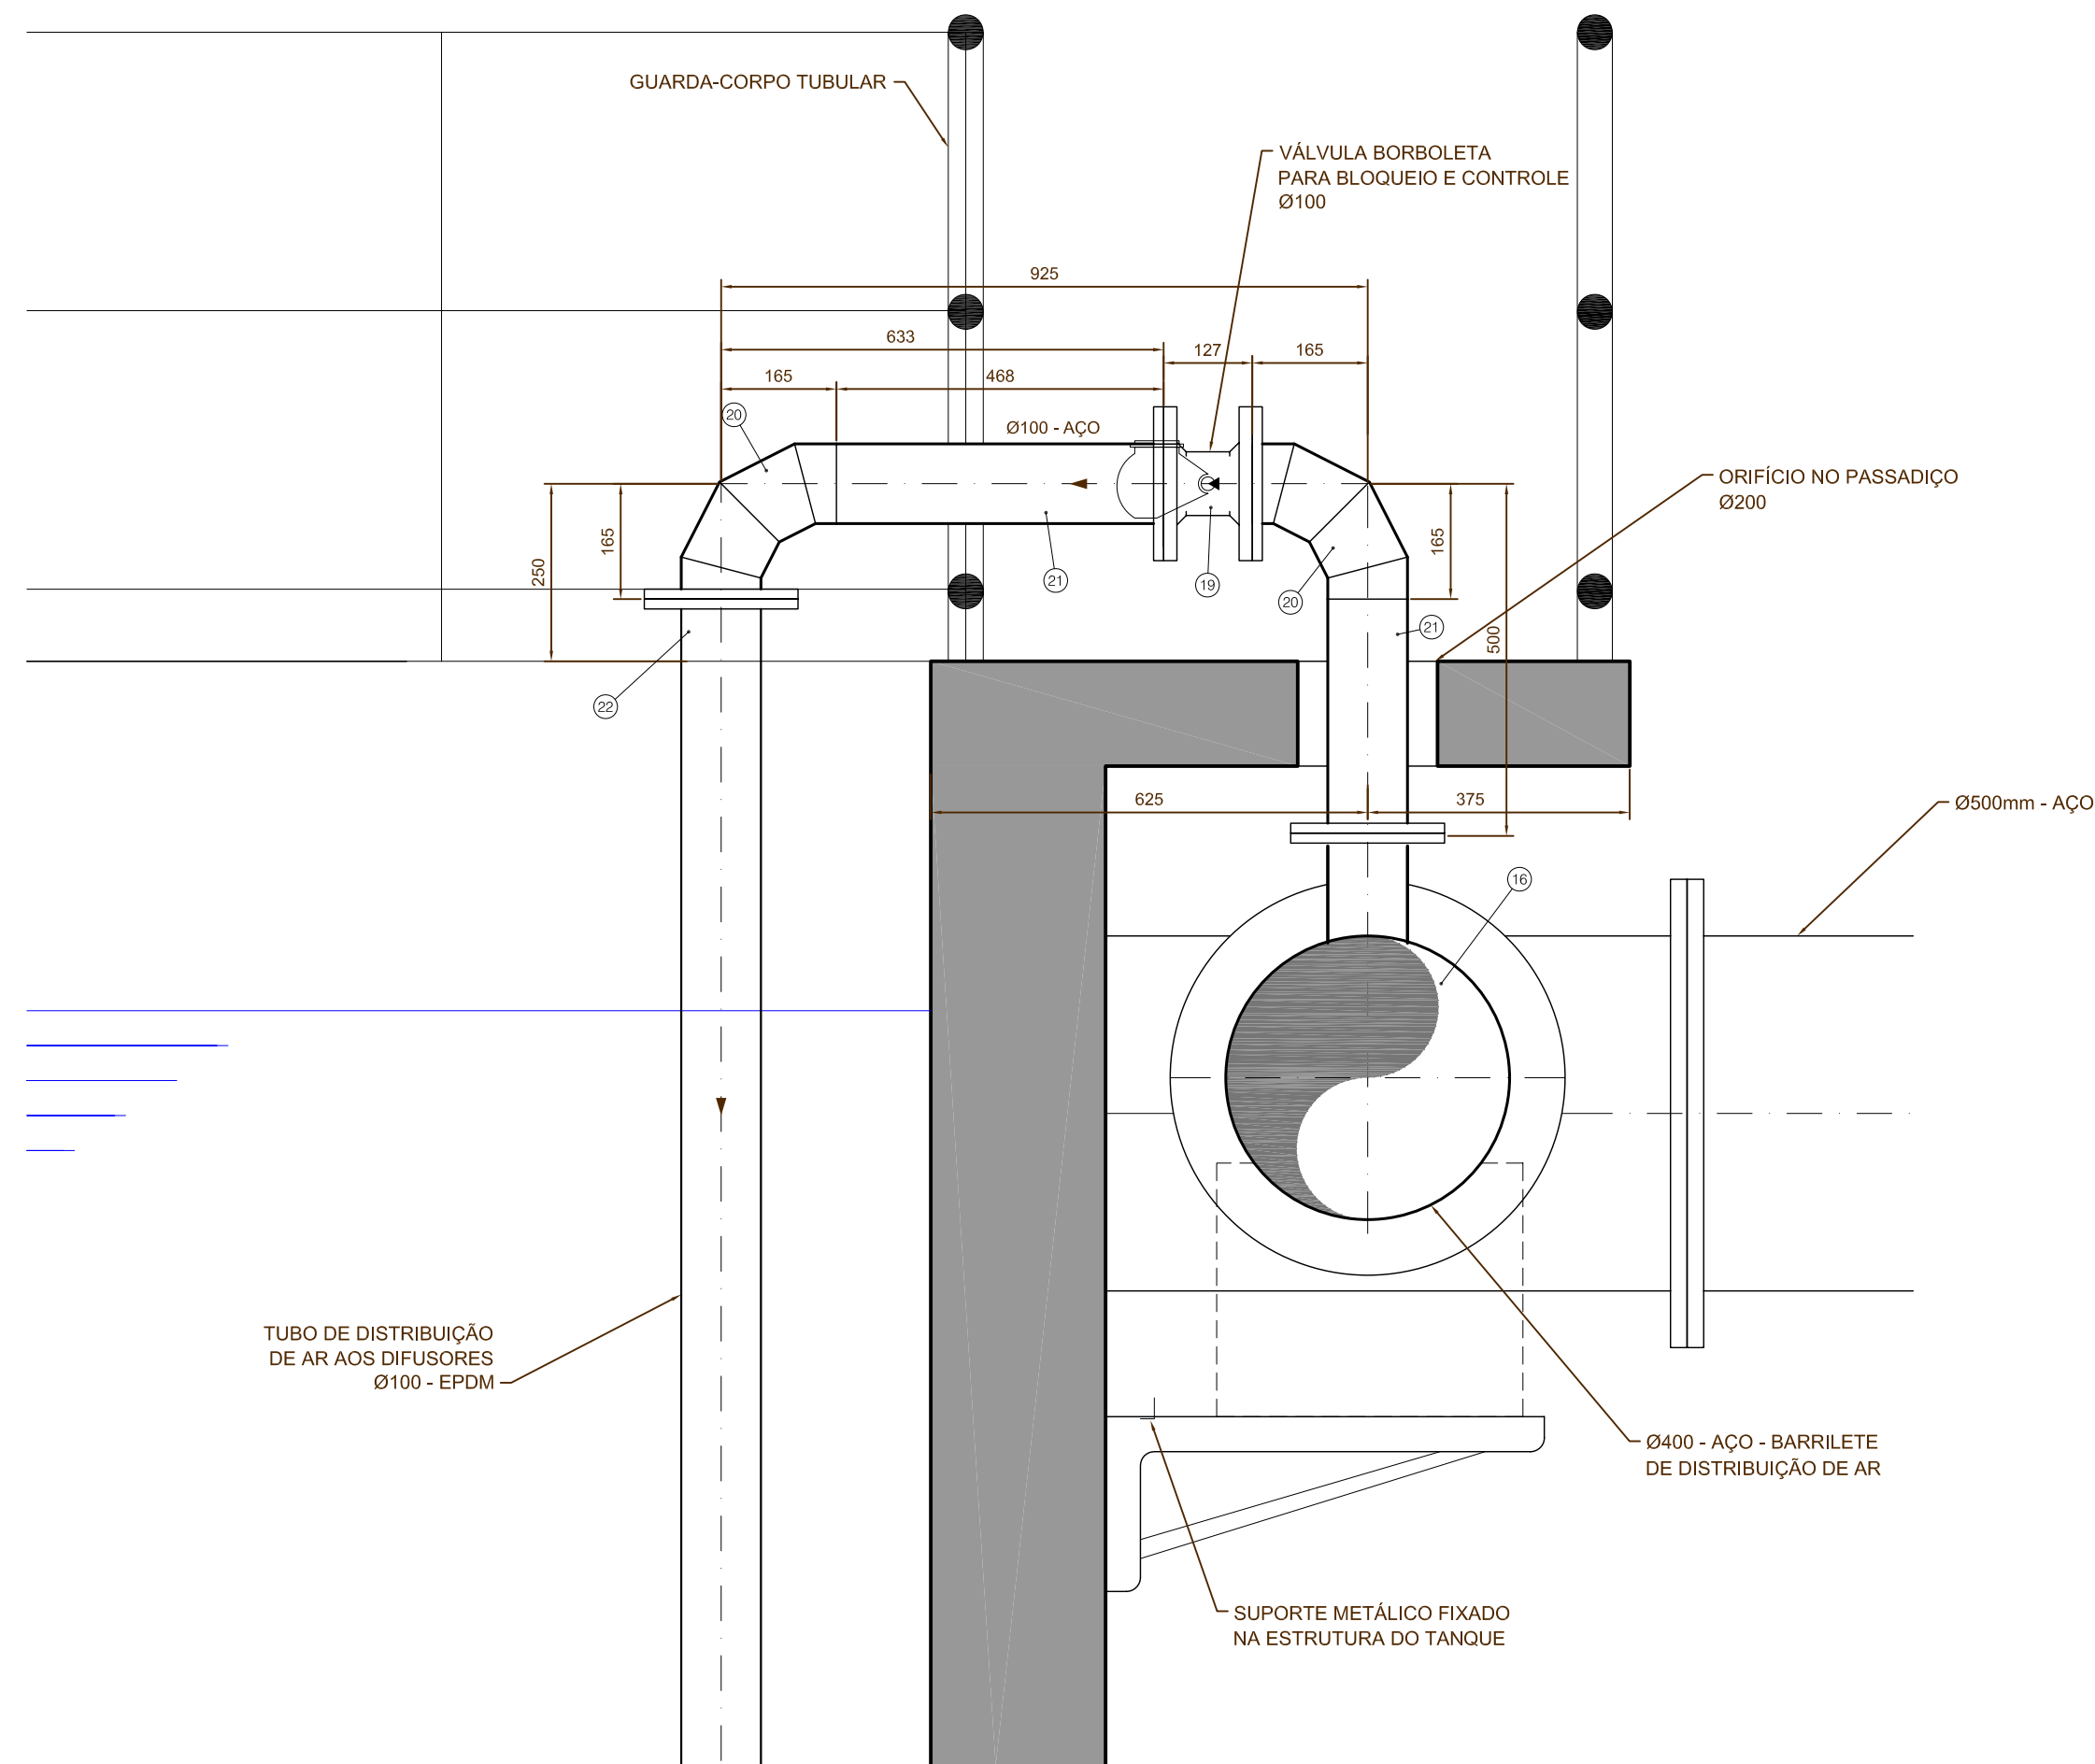 GUARDA-CORPO TUBULAR
VÁLVULA BORBOLETA
PARA BLOQUEIO E CONTROLE
Ø100
925
633
127
165
165
468
20
Ø100 - AÇO
ORIFÍCIO NO PASSADIÇO
Ø200
165
250
165
21
19
20
21
500
22
625
375
Ø500mm - AÇO
16
TUBO DE DISTRIBUIÇÃO
DE AR AOS DIFUSORES
Ø100 - EPDM
Ø400 - AÇO - BARRILETE
DE DISTRIBUIÇÃO DE AR
SUPORTE METÁLICO FIXADO
NA ESTRUTURA DO TANQUE